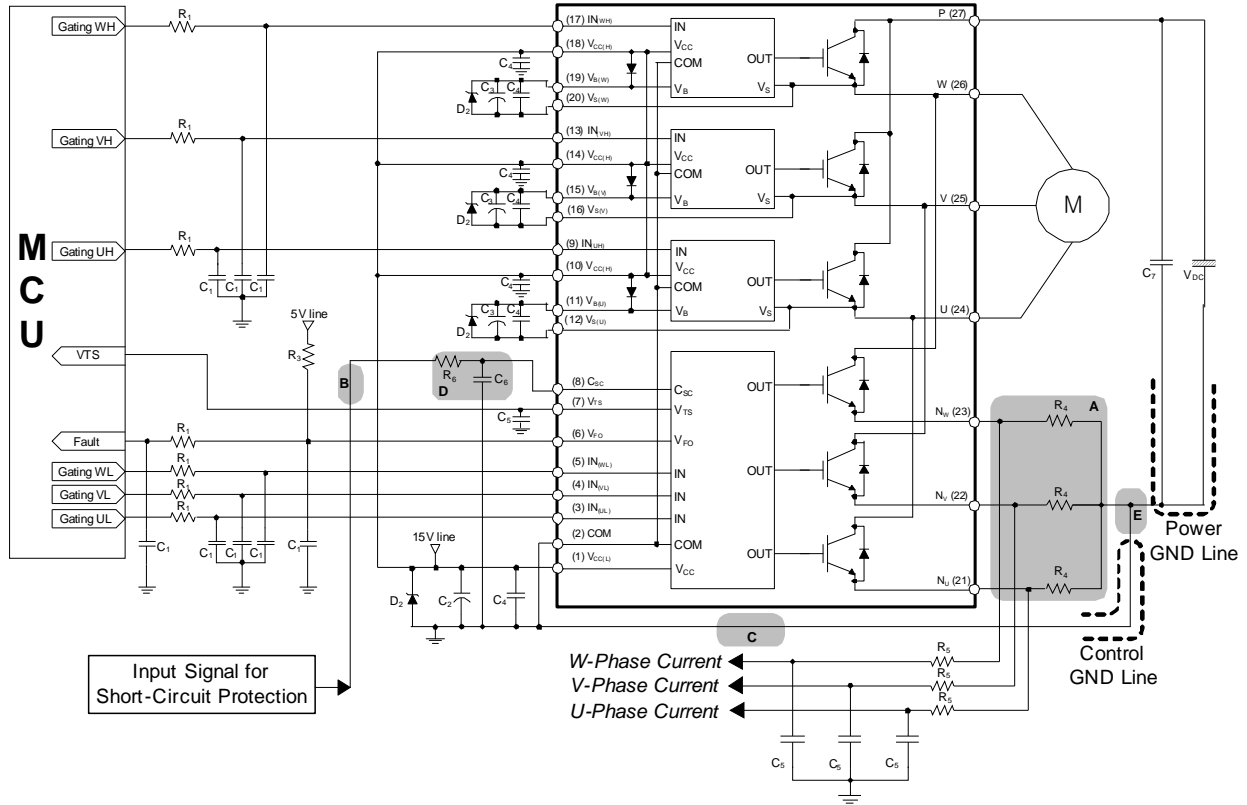 MCU
Gating WH
R1
(17) IN(WH)
IN
(18) VCC(H)
VCC
COM
OUT
C4
(19) VB(W)
VB
VS
C3
C4
D2
(20) VS(W)
P (27)
W (26)
Gating VH
R1
(13) IN(VH)
IN
(14) VCC(H)
VCC
COM
OUT
C4
(15) VB(V)
VB
VS
C3
C4
D2
(16) VS(V)
V (25)
M
Gating UH
R1
(9) IN(UH)
IN
(10) VCC(H)
VCC
COM
OUT
C1
C1
C1
C4
(11) VB(U)
VB
VS
C3
C4
D2
(12) VS(U)
U (24)
C7
VDC
5V line
R3
VTS
B
R6
D
C6
(8) CSC
CSC
OUT
(7) VTS
VTS
C5
NW (23)
R4
A
Fault
R1
(6) VFO
VFO
Gating WL
R1
(5) IN(WL)
IN
OUT
Gating VL
R1
(4) IN(VL)
IN
NV (22)
R4
E
Gating UL
R1
(3) IN(UL)
IN
(2) COM
COM
OUT
(1) VCC(L)
VCC
NU (21)
R4
Power
GND Line
C1
C1
C1
C1
C1
15V line
D2
C2
C4
C
Control
GND Line
Input Signal for
Short-Circuit Protection
W-Phase Current
R5
V-Phase Current
R5
U-Phase Current
R5
C5
C5
C5